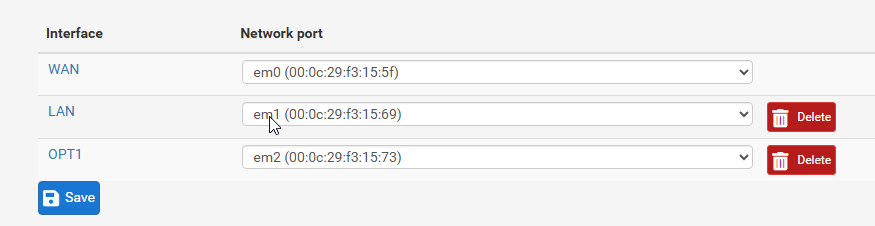 Interface Network port
WAN em0 (00:0c:29:f3:15:5f)
LAN em1 (00:0c:29:f3:15:69) Delete
OPT1 em2 (00:0c:29:f3:15:73) Delete
Save